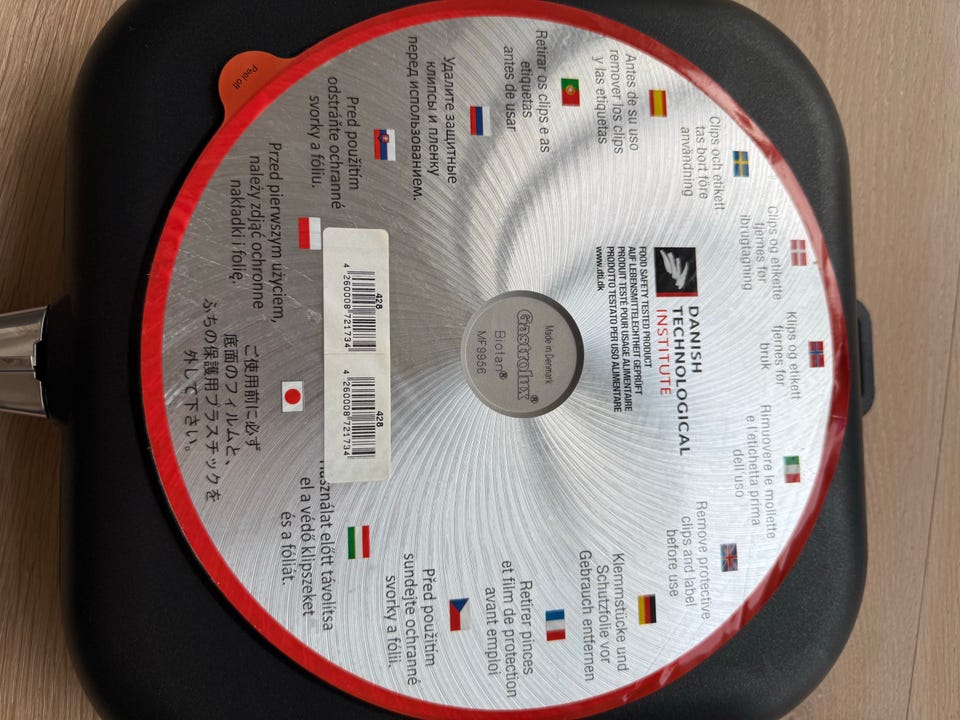 Peel off
Antes de su uso
remover los clips
y las etiquetas
Clips och etikett
tas bort före
användning
Clips og etikette
fjernes før
ibrugtagning
Klips og etikett
fjernes før
bruk
Rimuovere le mollette
e l'etichetta prima
dell'uso
Remove protective
clips and label
before use
Klemmstücke und
Schutzfolie vor
Gebrauch entfernen
Retirer pinces
et film de protection
avant emploi
Před použitím
sundejte ochranné
svorky a fólii.
Használat előtt távolítsa
el a védő klipszeket
és a fóliát.
ご使用前に必ず
底面のフィルムと、
ふちの保護用プラスチックを
外して下さい。
Przed pierwszym użyciem,
należy zdjąć ochronne
nakładki i folię.
Pred použitím
odstráňte ochranné
svorky a fóliu.
Удалите защитные
клипсы и пленку
перед использованием.
Retirar os clips e as
etiquetas
antes de usar
DANISH
TECHNOLOGICAL
INSTITUTE
FOOD SAFETY TESTED PRODUCT
AUF LEBENSMITTELECHTHEIT GEPRÜFT
PRODUIT TESTÉ POUR USAGE ALIMENTAIRE
PRODOTTO TESTATO PER USO ALIMENTARE
www.dti.dk
Made in Denmark
Gastrolux®
Biotan®
MF9956
428
4 260008 721734
428
4 260008 721734